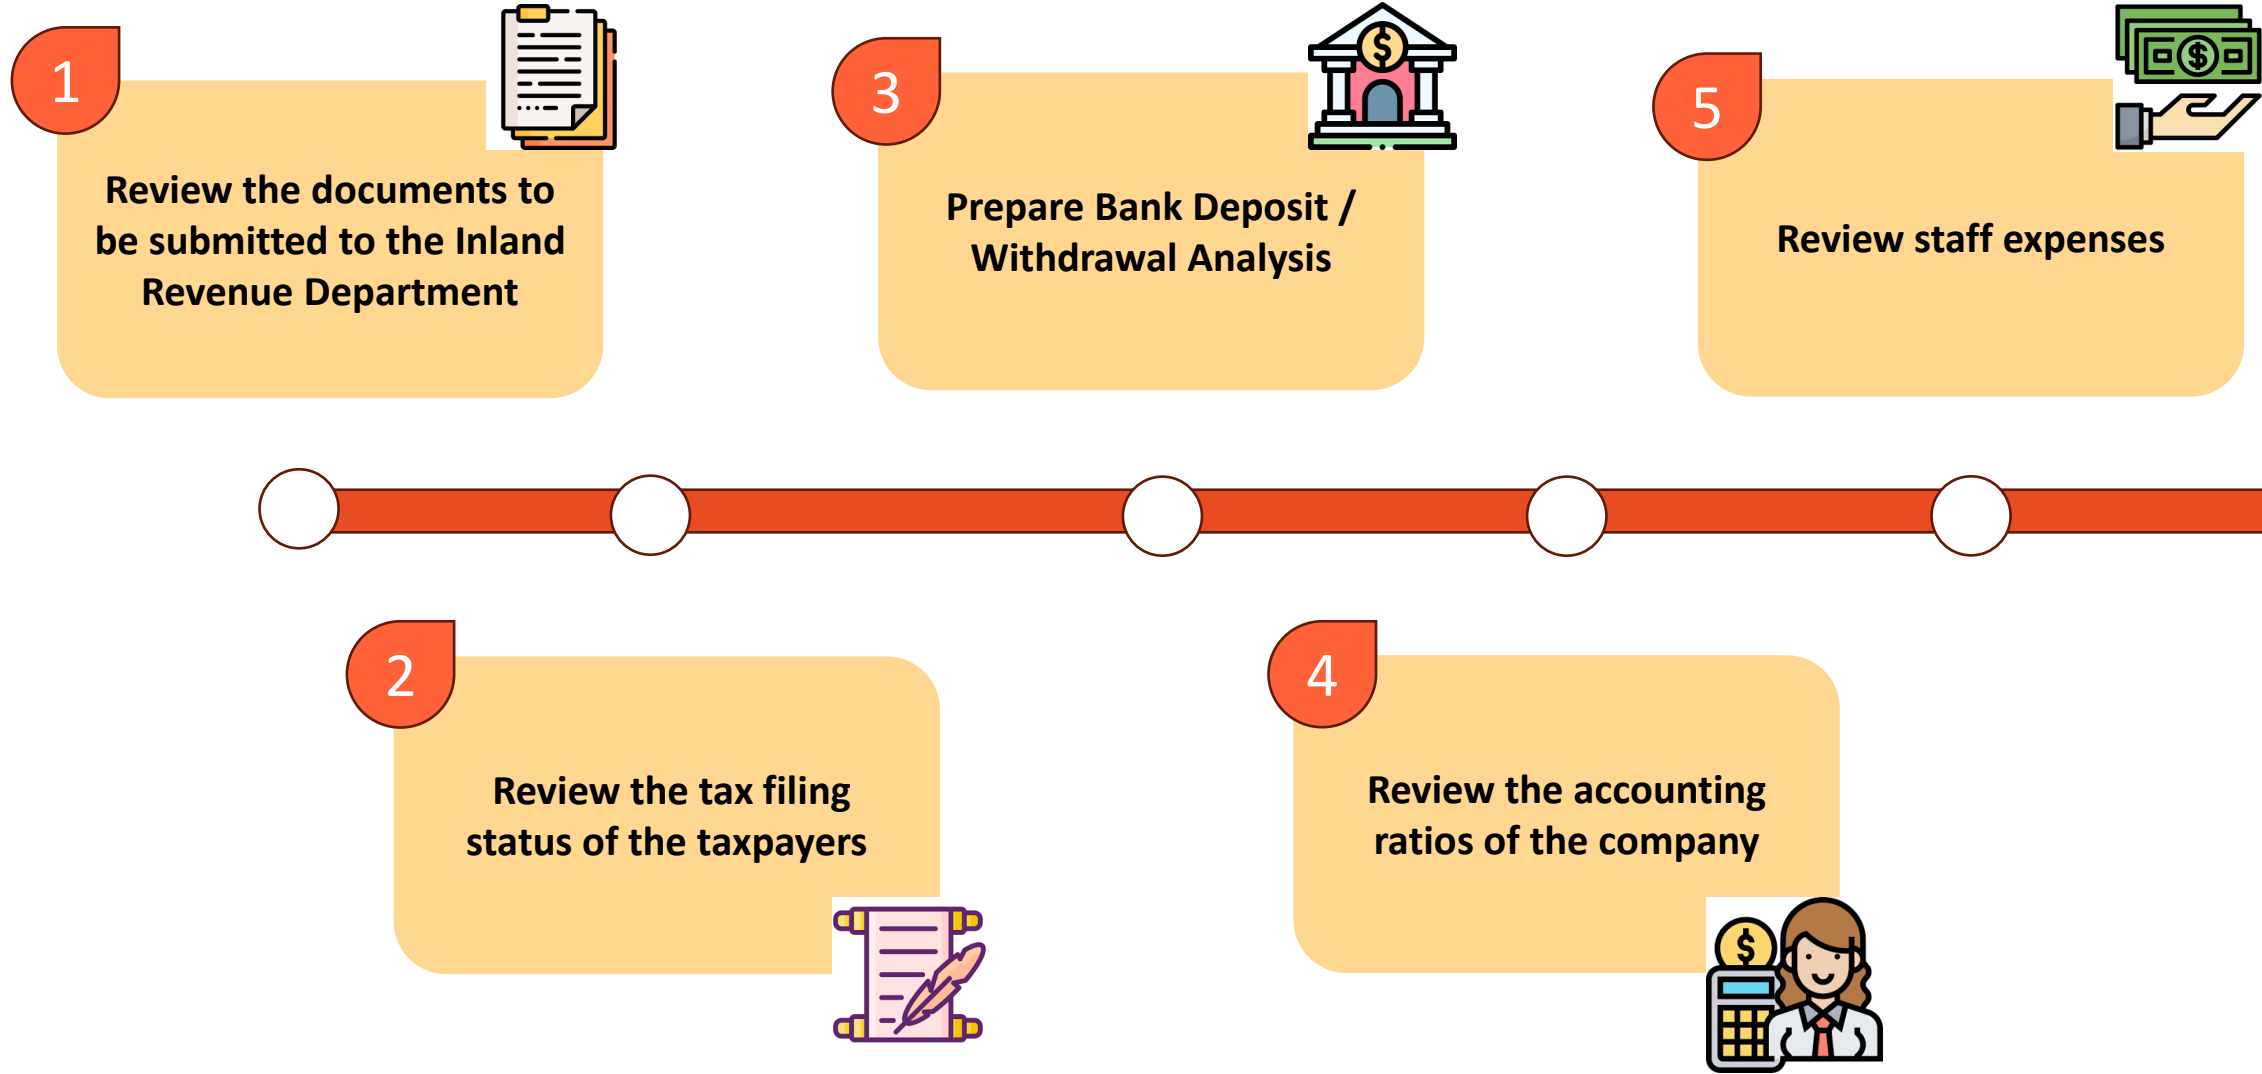 1
Review the documents to
be submitted to the Inland
Revenue Department
2
Review the tax filing
status of the taxpayers
3
Prepare Bank Deposit /
Withdrawal Analysis
4
Review the accounting
ratios of the company
5
Review staff expenses